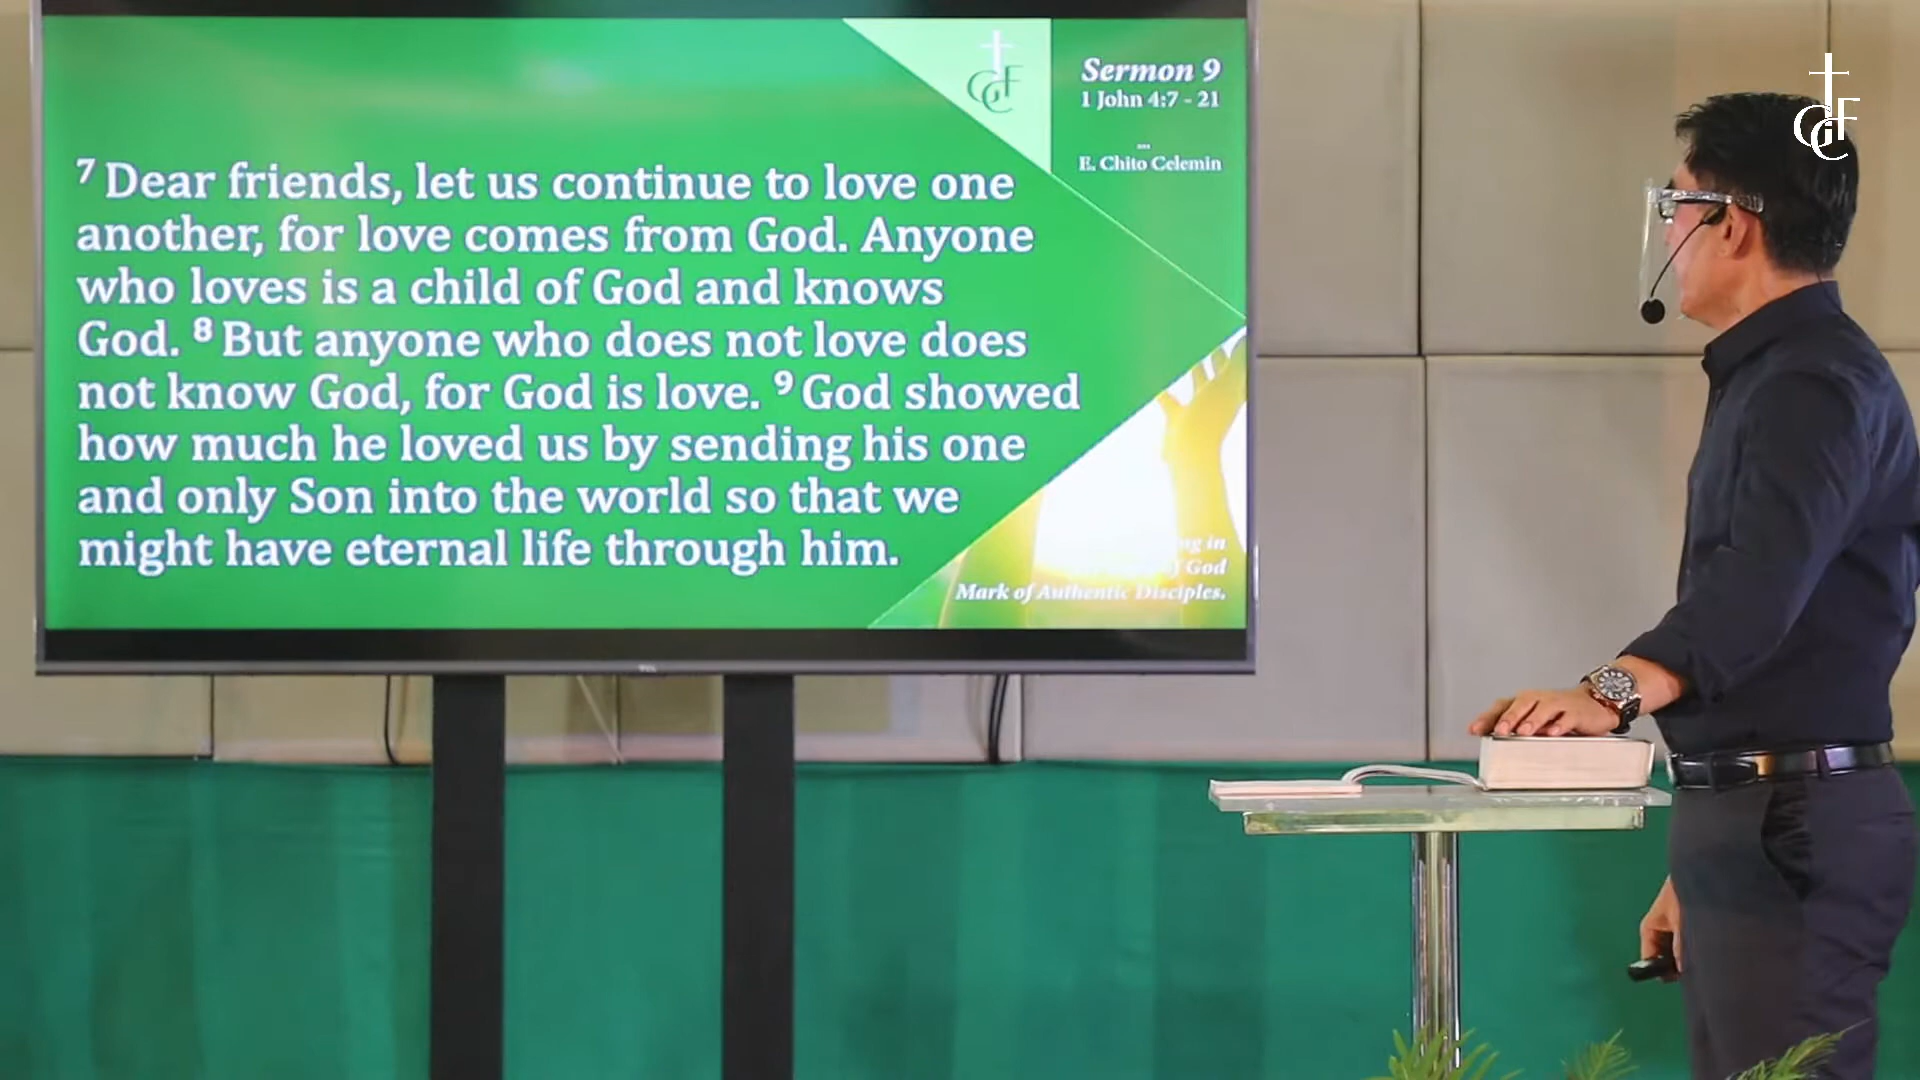 7 Dear friends, let us continue to love one
another, for love comes from God. Anyone
who loves is a child of God and knows
God. 8 But anyone who does not love does
not know God, for God is love. 9 God showed
how much he loved us by sending his one
and only Son into the world so that we
might have eternal life through him.
GCF
Sermon 9
1 John 4:7 - 21
E. Chito Celemin
God
Mark of Authentic Disciples.
TCL
GCF